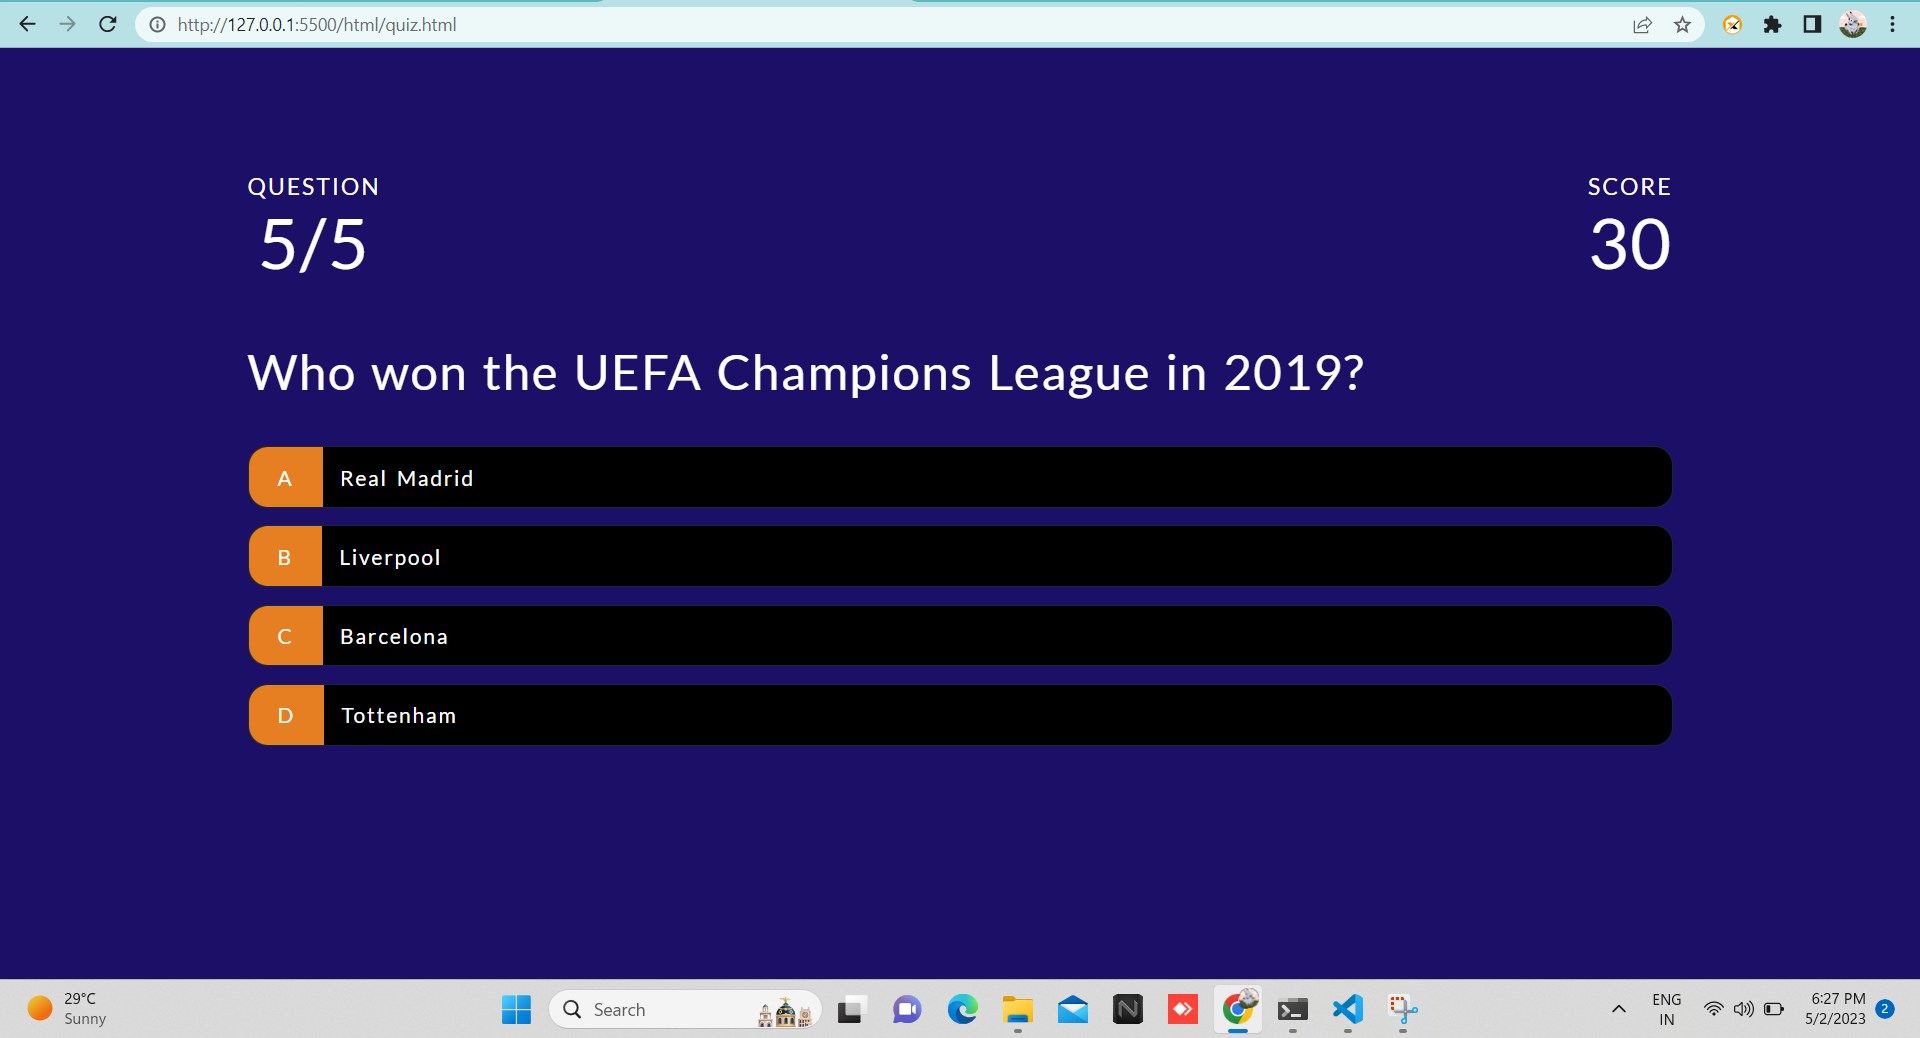 http://127.0.0.1:5500/html/quiz.html
QUESTION
5/5
SCORE
30
Who won the UEFA Champions League in 2019?
A Real Madrid
B Liverpool
C Barcelona
D Tottenham
29°C
Sunny
Search
N
ENG
IN
6:27 PM
5/2/2023
2